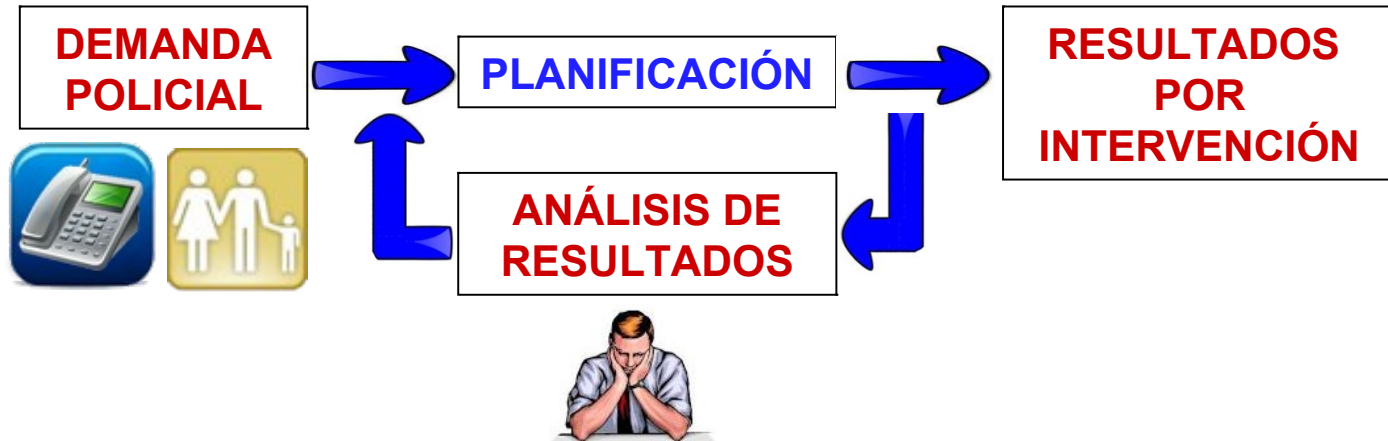 DEMANDA
POLICIAL
PLANIFICACIÓN
RESULTADOS
POR
INTERVENCIÓN
ANÁLISIS DE
RESULTADOS